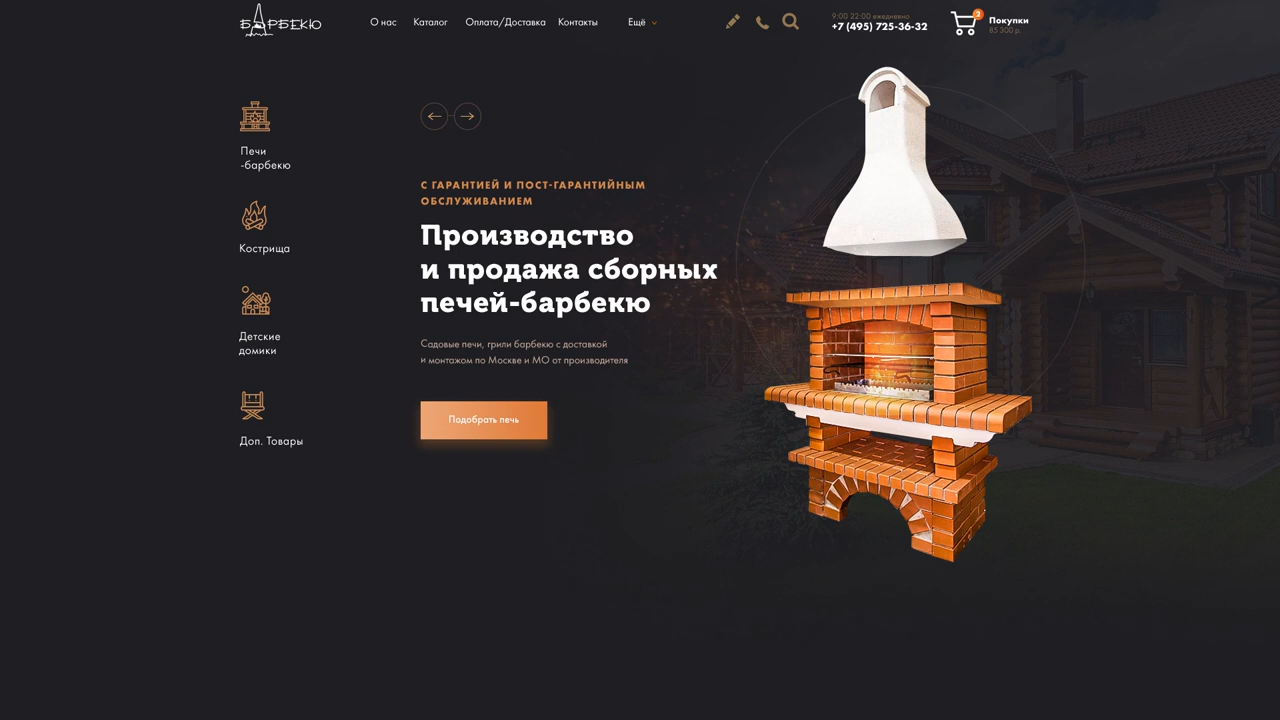 БАРБЕКЮ
О нас
Каталог
Оплата/Доставка
Контакты
Ещё
9:00 22:00 ежедневно
+7 (495) 725-36-32
2
Покупки
85 300 р.
Печи
-барбекю
Кострища
Детские
домики
Доп. Товары
С ГАРАНТИЕЙ И ПОСТ-ГАРАНТИЙНЫМ
ОБСЛУЖИВАНИЕМ
Производство
и продажа сборных
печей-барбекю
Садовые печи, грили барбекю с доставкой
и монтажом по Москве и МО от производителя
Подобрать печь